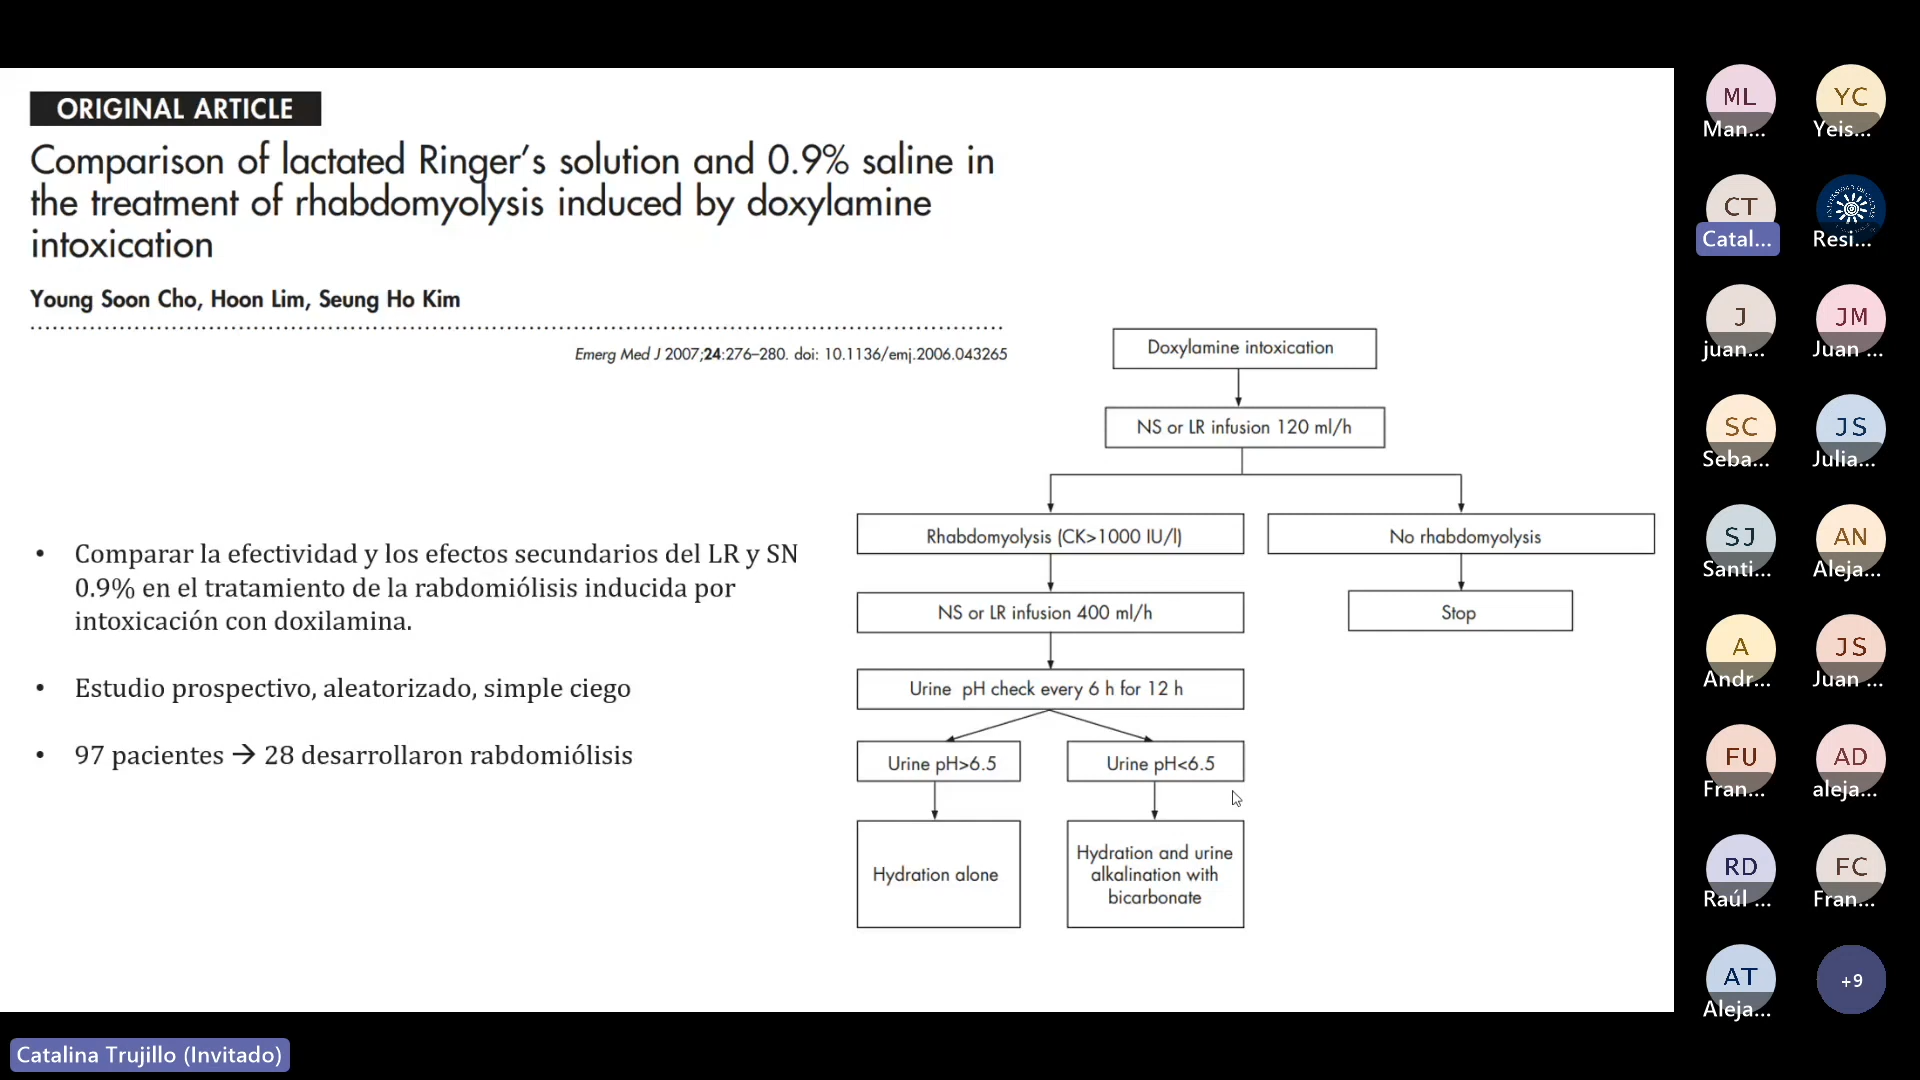 ORIGINAL ARTICLE
Comparison of lactated Ringer's solution and 0.9% saline in
the treatment of rhabdomyolysis induced by doxylamine
intoxication
Young Soon Cho, Hoon Lim, Seung Ho Kim
Emerg Med J 2007;24:276–280. doi: 10.1136/emj.2006.043265
• Comparar la efectividad y los efectos secundarios del LR y SN
0.9% en el tratamiento de la rabdomiólisis inducida por
intoxicación con doxilamina.
• Estudio prospectivo, aleatorizado, simple ciego
• 97 pacientes → 28 desarrollaron rabdomiólisis
Doxylamine intoxication
NS or LR infusion 120 ml/h
Rhabdomyolysis (CK>1000 IU/l)
No rhabdomyolysis
NS or LR infusion 400 ml/h
Stop
Urine pH check every 6 h for 12 h
Urine pH>6.5
Urine pH<6.5
Hydration alone
Hydration and urine
alkalination with
bicarbonate
ML
Man...
YC
Yeis...
CT
Catal...
Resi...
J
juan...
JM
Juan ...
SC
Seba...
JS
Julia...
SJ
Santi...
AN
Aleja...
A
Andr...
JS
Juan ...
FU
Fran...
AD
aleja...
RD
Raúl ...
FC
Fran...
AT
Aleja...
+9
Catalina Trujillo (Invitado)